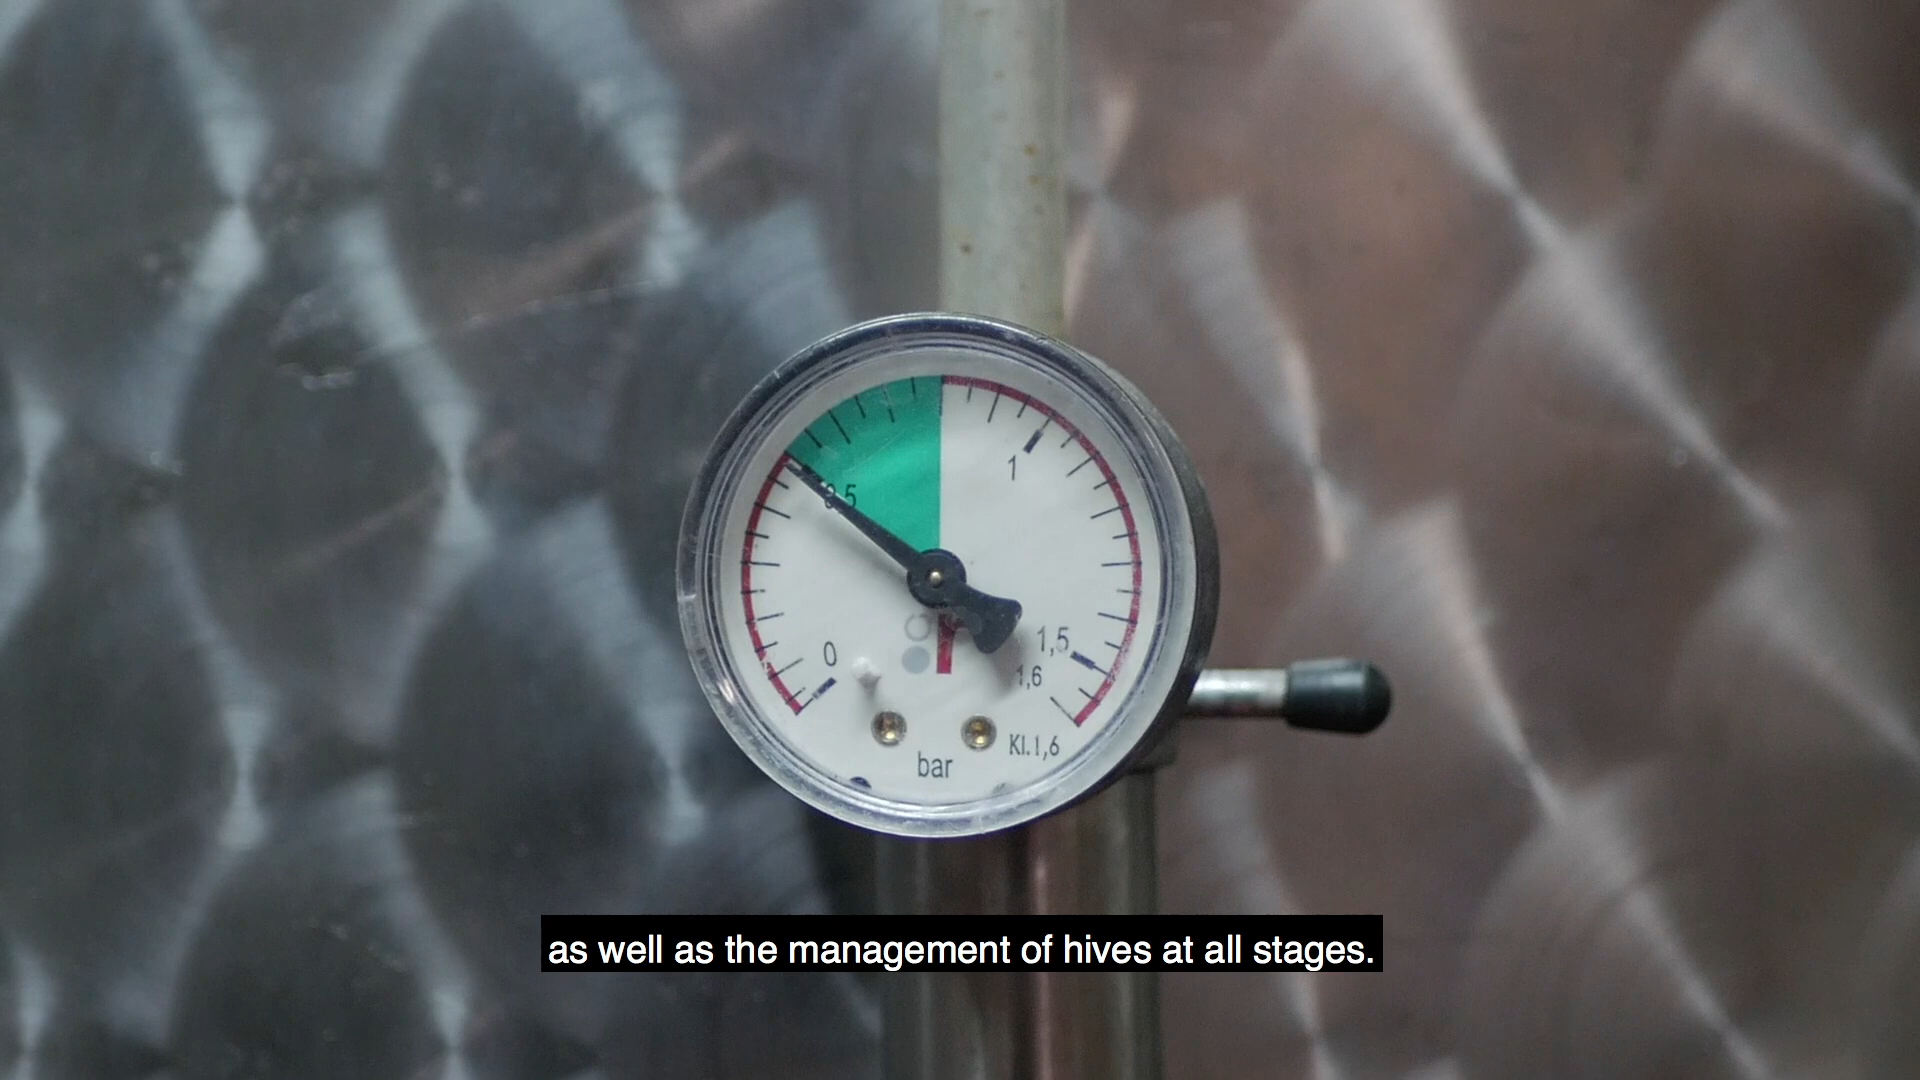 1
5
0
1,5
1,6
Kl.1,6
bar
as well as the management of hives at all stages.